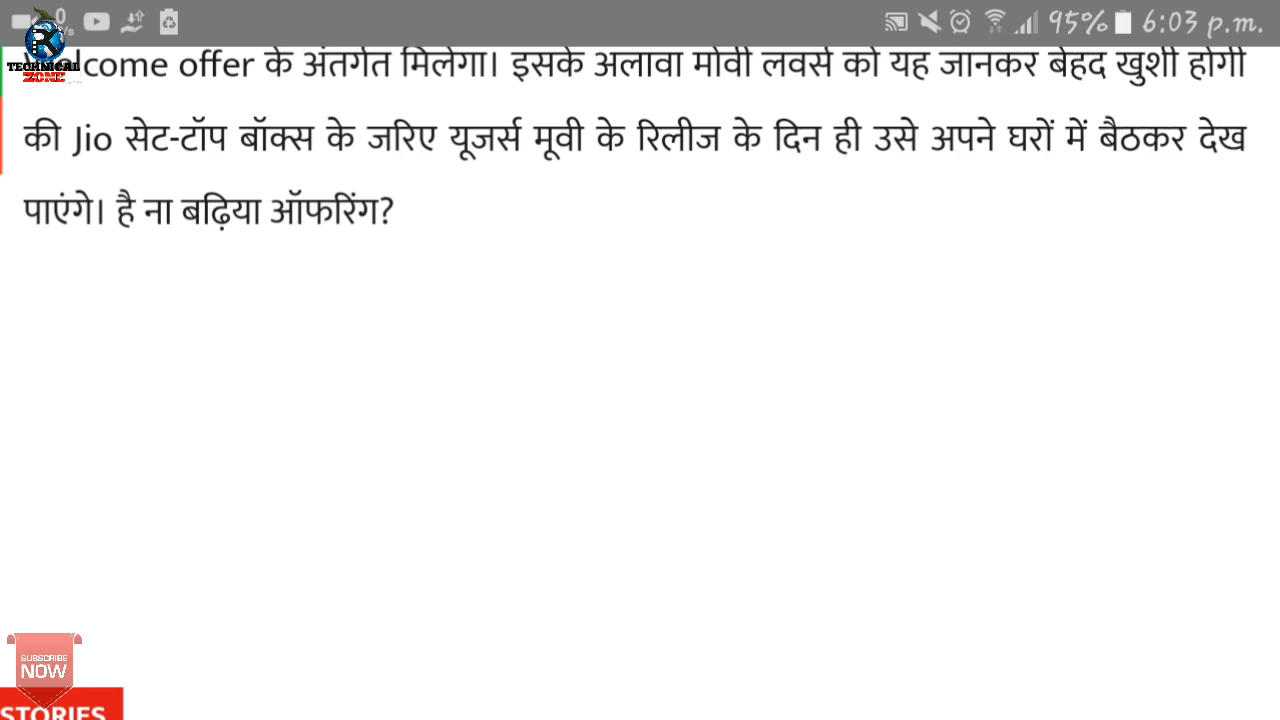 0
95% 6:03 p.m.
TECHNICAL
ZONE
come offer के अंतर्गत मिलेगा। इसके अलावा मोवी लवर्स को यह जानकर बेहद खुशी होगी
की Jio सेट-टॉप बॉक्स के जरिए यूजर्स मूवी के रिलीज के दिन ही उसे अपने घरों में बैठकर देख
पाएंगे। है ना बढ़िया ऑफरिंग?
SUBSCRIBE
NOW
STORIES